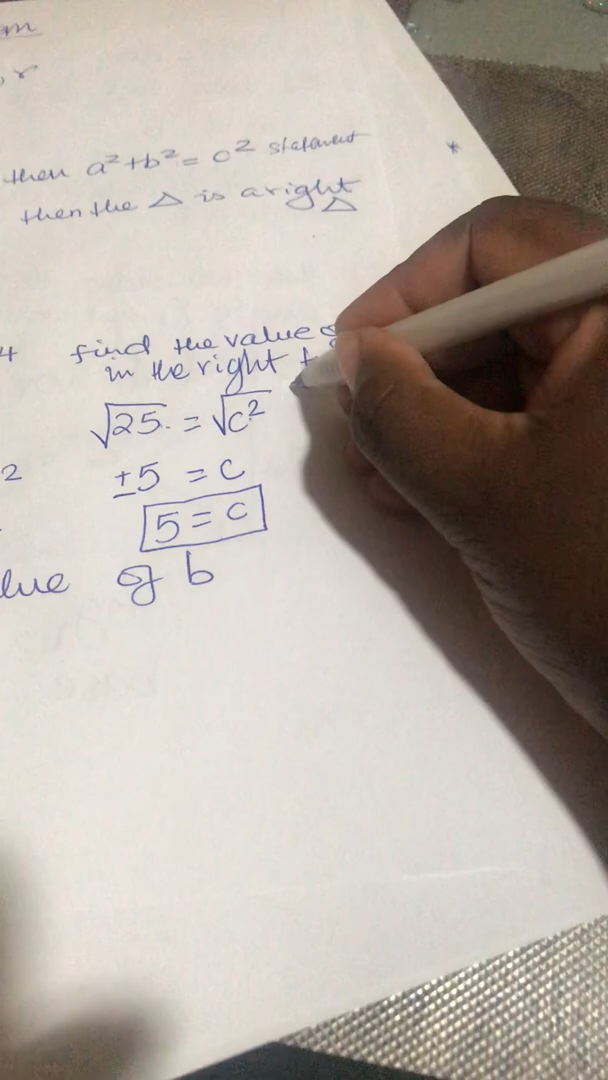 m
, r
then a²+b² = c² statement
then the △ is a right
△
4 find the value
in the right t
√25. = √c²
2 ±5 = c
5 = c
lue of b